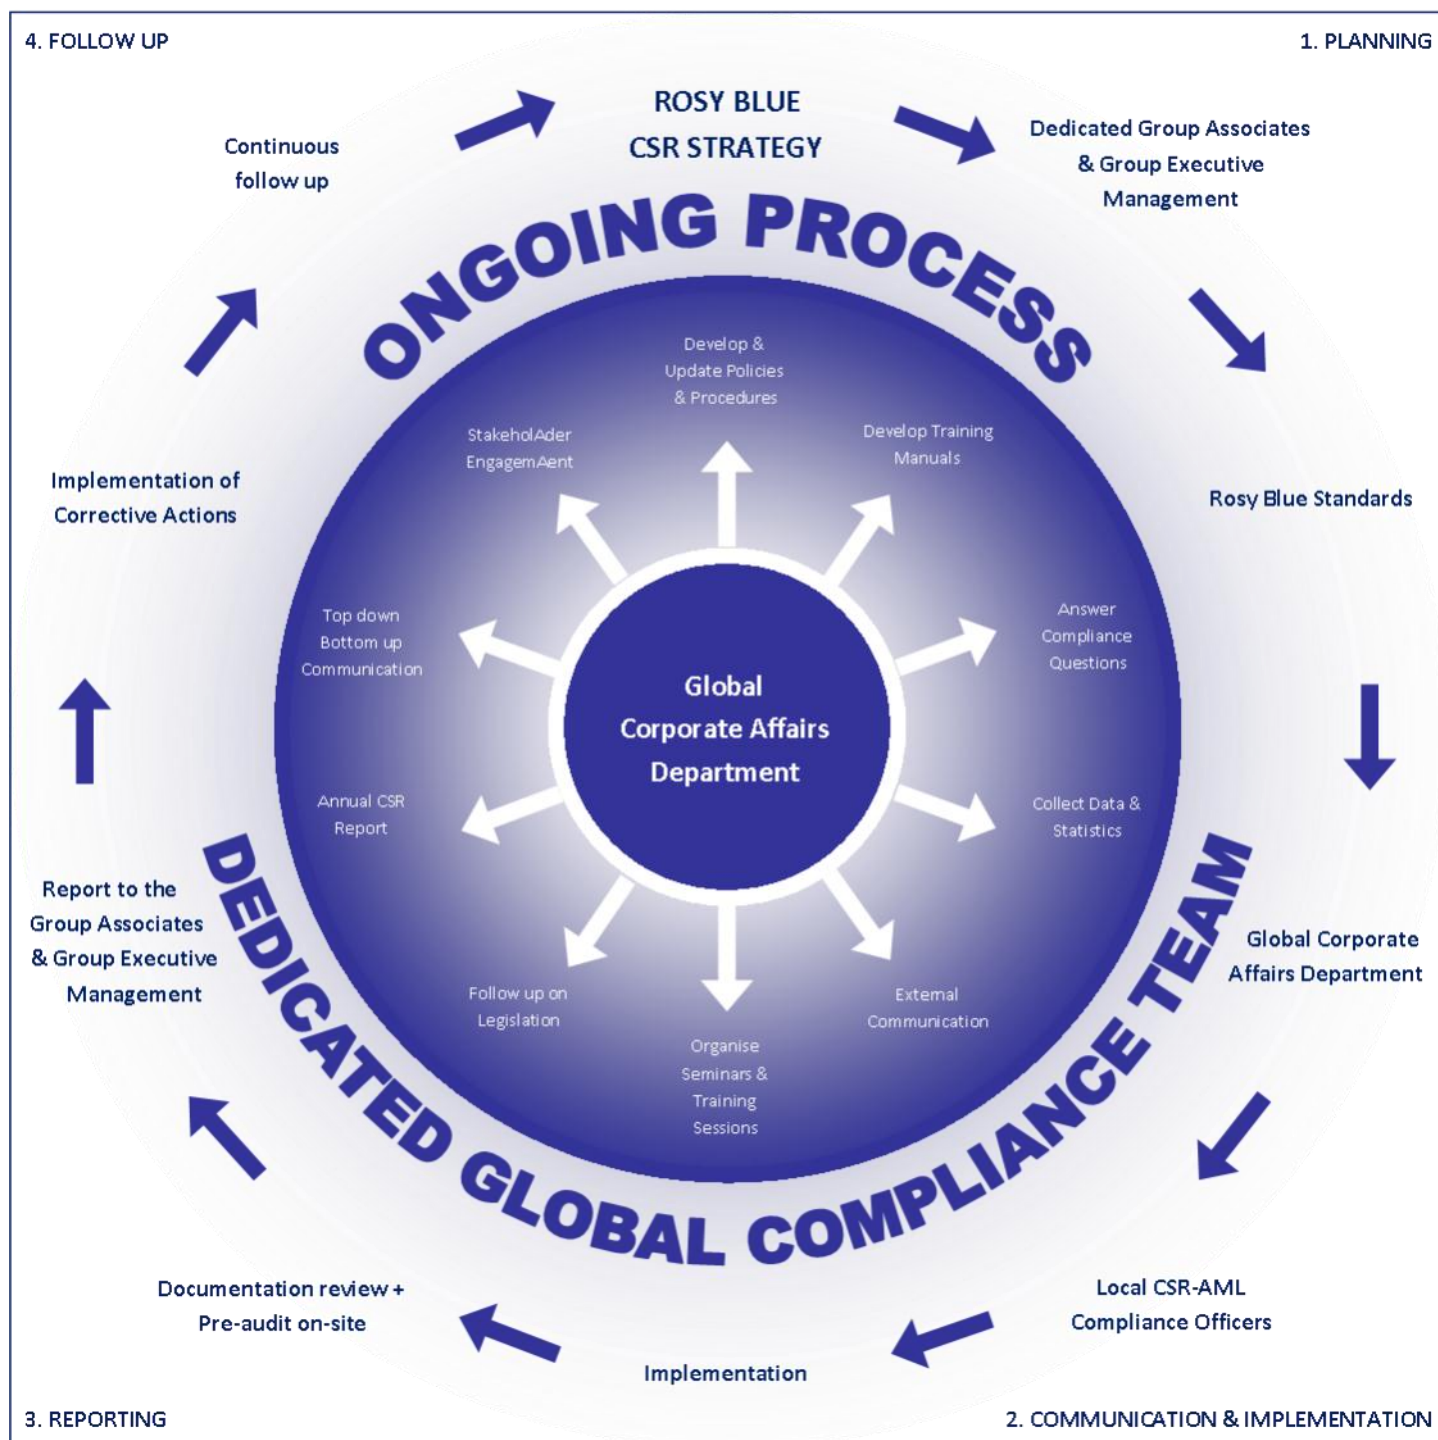 4. FOLLOW UP
1. PLANNING
ROSY BLUE
CSR STRATEGY
Dedicated Group Associates
& Group Executive
Management
Rosy Blue Standards
Global Corporate
Affairs Department
Local CSR-AML
Compliance Officers
Implementation
Documentation review +
Pre-audit on-site
Report to the
Group Associates
& Group Executive
Management
Implementation of
Corrective Actions
Continuous
follow up
ONGOING PROCESS
Develop &
Update Policies
& Procedures
Develop Training
Manuals
Answer
Compliance
Questions
Collect Data &
Statistics
External
Communication
Organise
Seminars &
Training
Sessions
Follow up on
Legislation
Annual CSR
Report
Top down
Bottom up
Communication
StakeholAder
EngagemAent
Global
Corporate Affairs
Department
DEDICATED GLOBAL COMPLIANCE TEAM
3. REPORTING
2. COMMUNICATION & IMPLEMENTATION